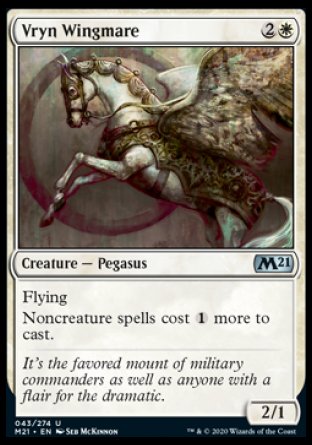 Vryn Wingmare 2
Creature — Pegasus M21
Flying
Noncreature spells cost 1 more to
cast.
It's the favored mount of military
commanders as well as anyone with a
flair for the dramatic.
2/1
043/274 U
M21 • EN Seb McKinnon
™ & © 2020 Wizards of the Coast